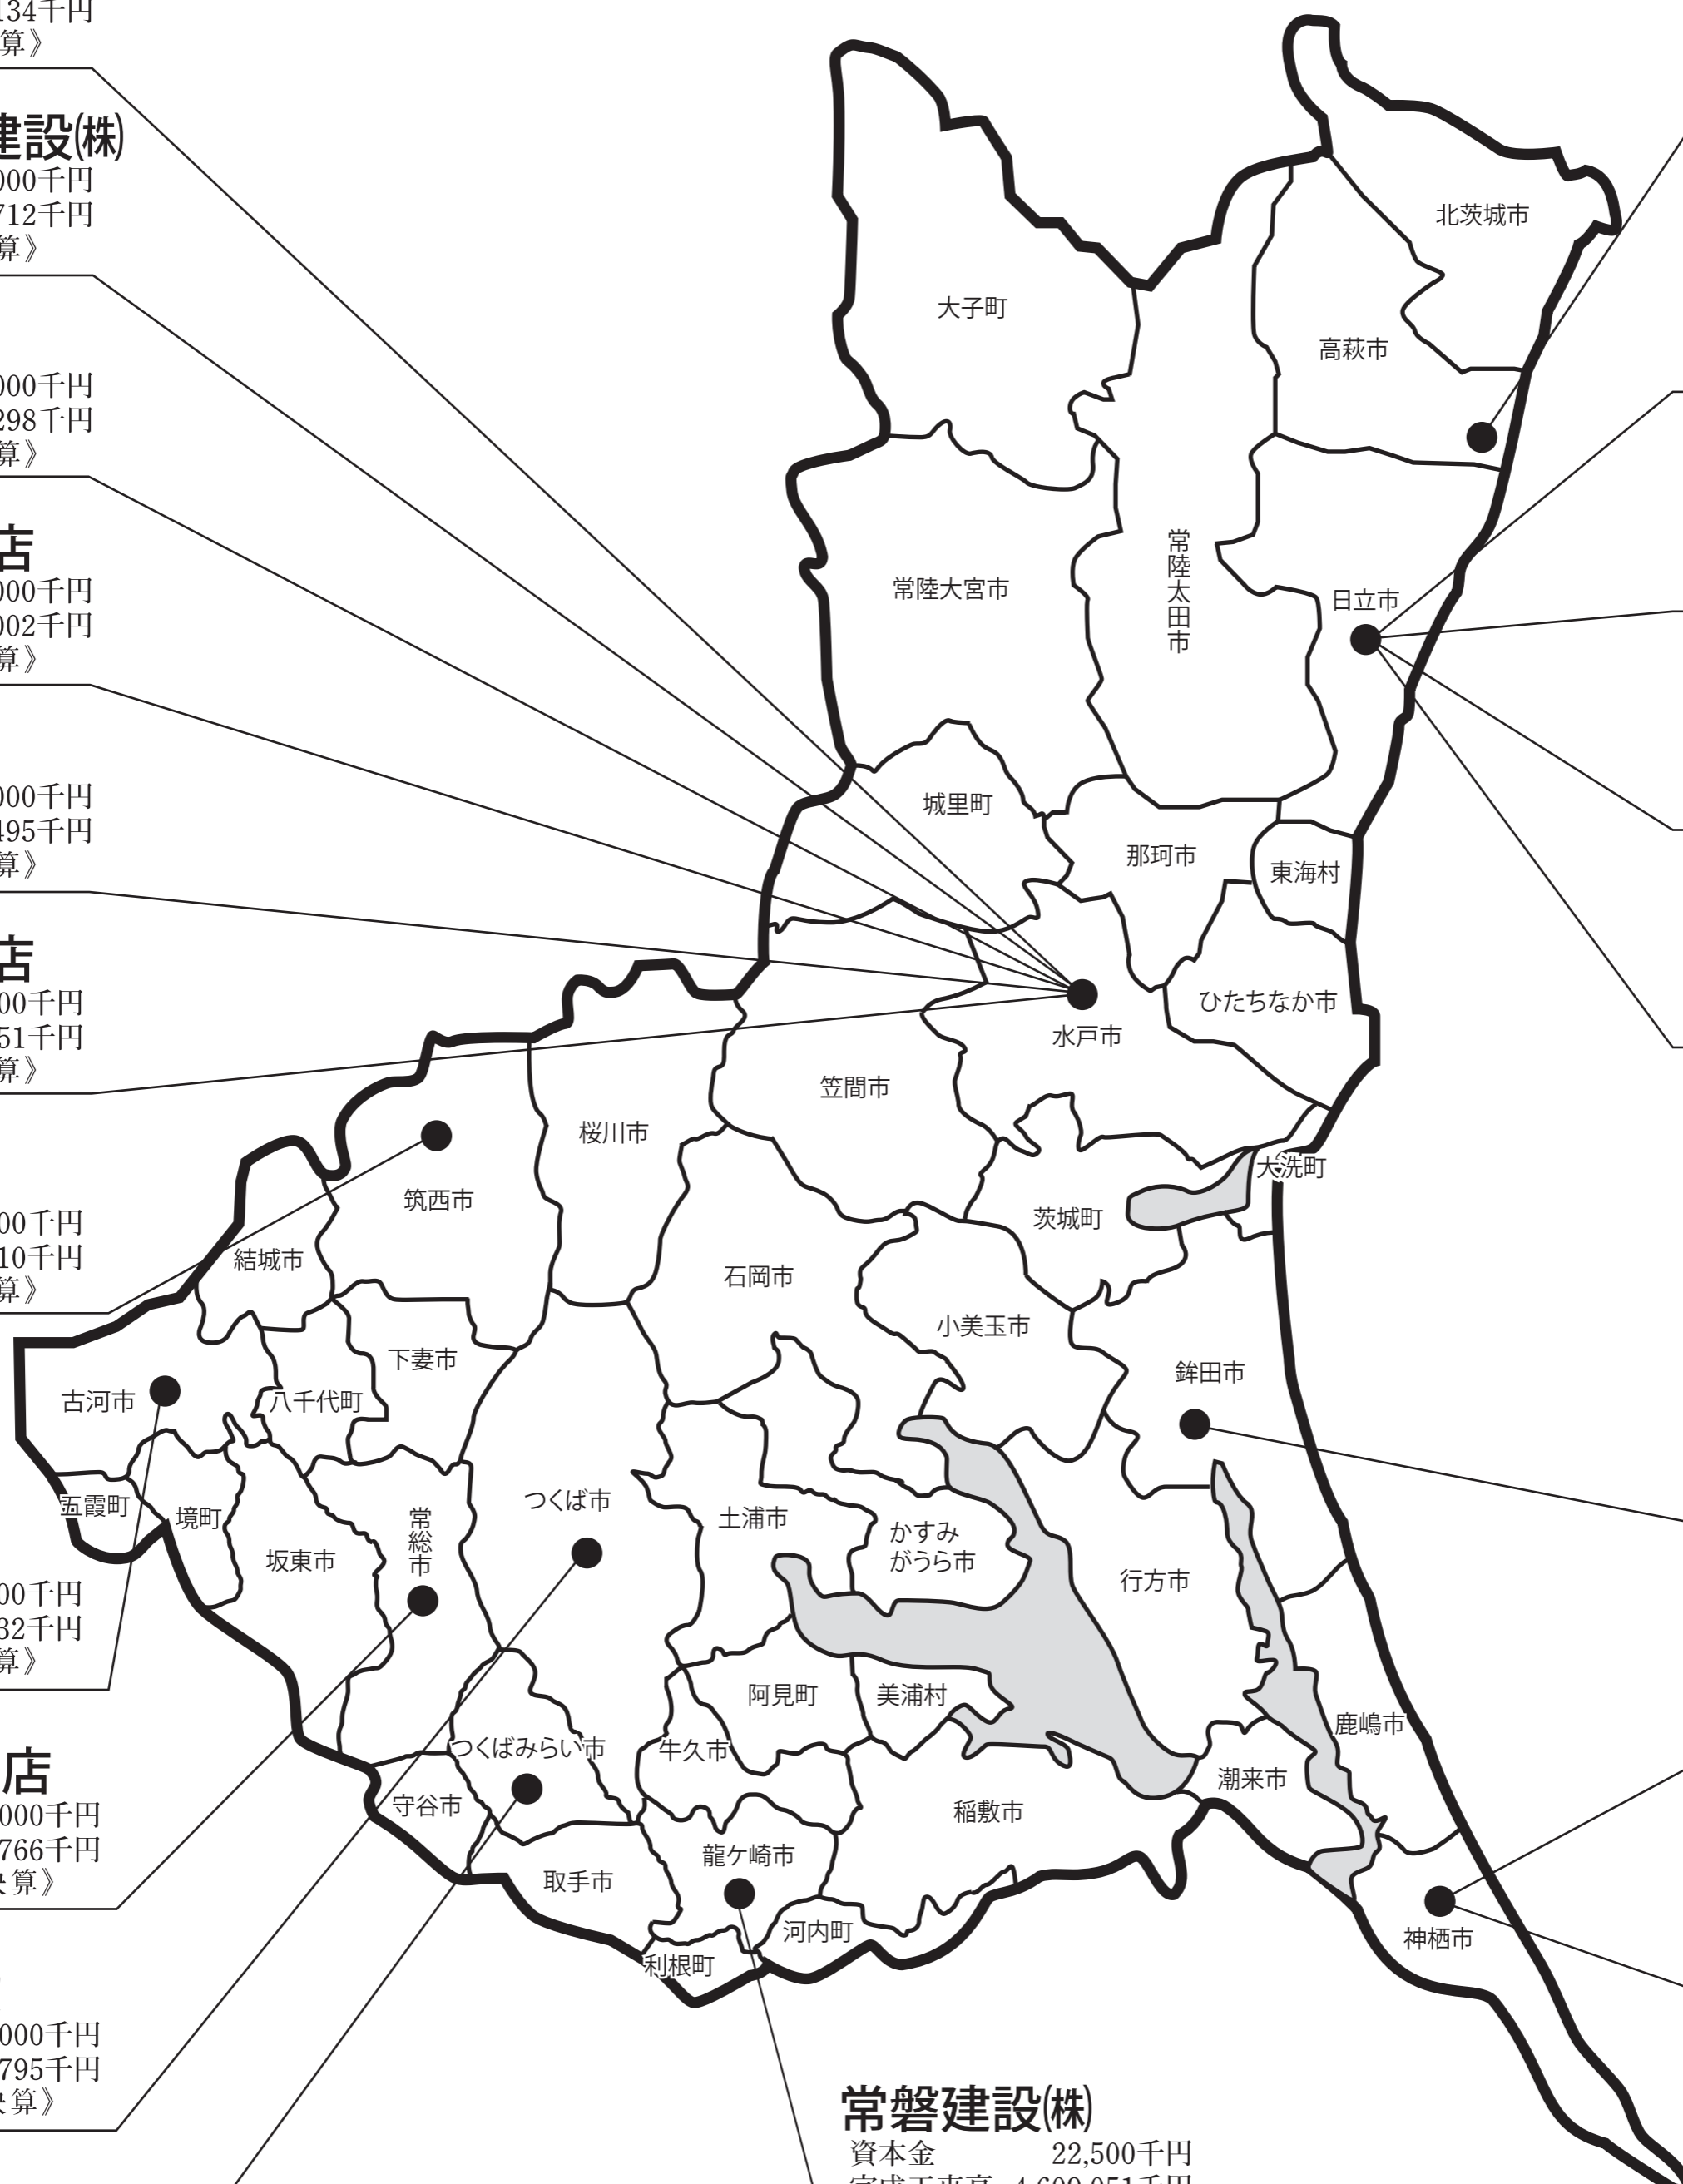 134千円
算》
建設㈱
000千円
712千円
算》
000千円
298千円
算》
店
000千円
002千円
算》
000千円
495千円
算》
店
00千円
51千円
算》
00千円
10千円
算》
00千円
32千円
算》
店
000千円
766千円
決算》
000千円
795千円
決算》
北茨城市
大子町
高萩市
常陸大宮市
常陸太田市
日立市
城里町
那珂市
東海村
ひたちなか市
水戸市
笠間市
桜川市
大洗町
筑西市
茨城町
結城市
石岡市
小美玉市
下妻市
鉾田市
古河市
八千代町
五霞町
境町
常総市
つくば市
土浦市
かすみ
がうら市
坂東市
行方市
阿見町
美浦村
鹿嶋市
つくばみらい市
牛久市
潮来市
守谷市
稲敷市
龍ケ崎市
取手市
河内町
神栖市
利根町
常磐建設㈱
資本金 22,500千円
完成工事高 4,609,051千円